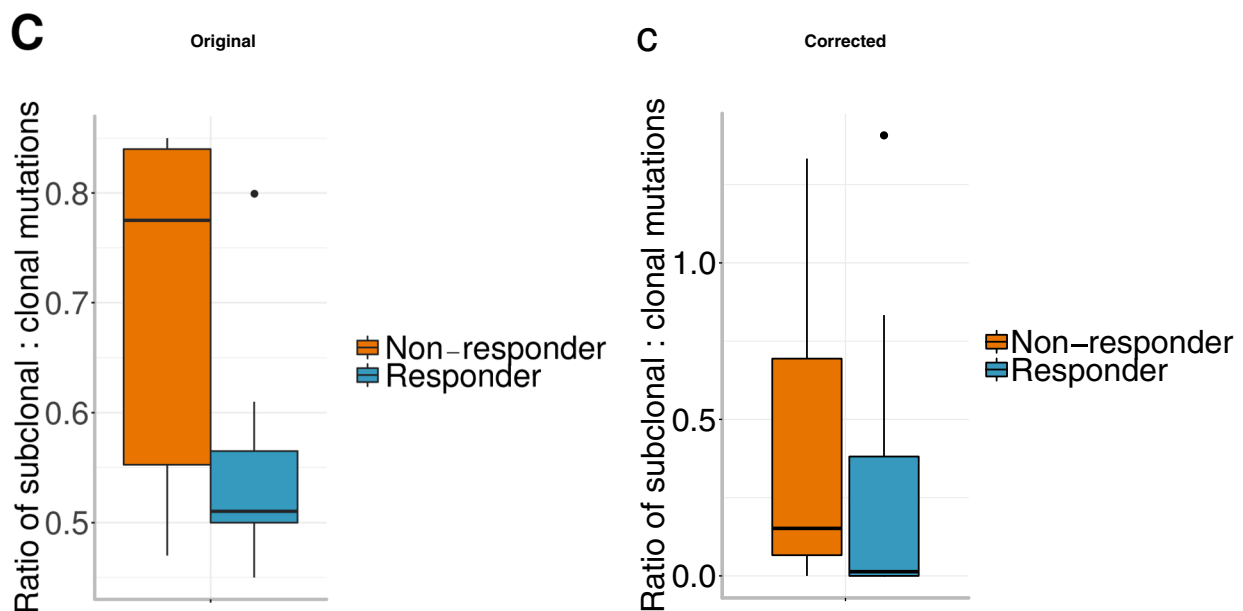 C
Original
Ratio of subclonal : clonal mutations
0.8
0.7
0.6
0.5
Non−responder
Responder
C
Corrected
Ratio of subclonal : clonal mutations
1.0
0.5
0.0
Non−responder
Responder